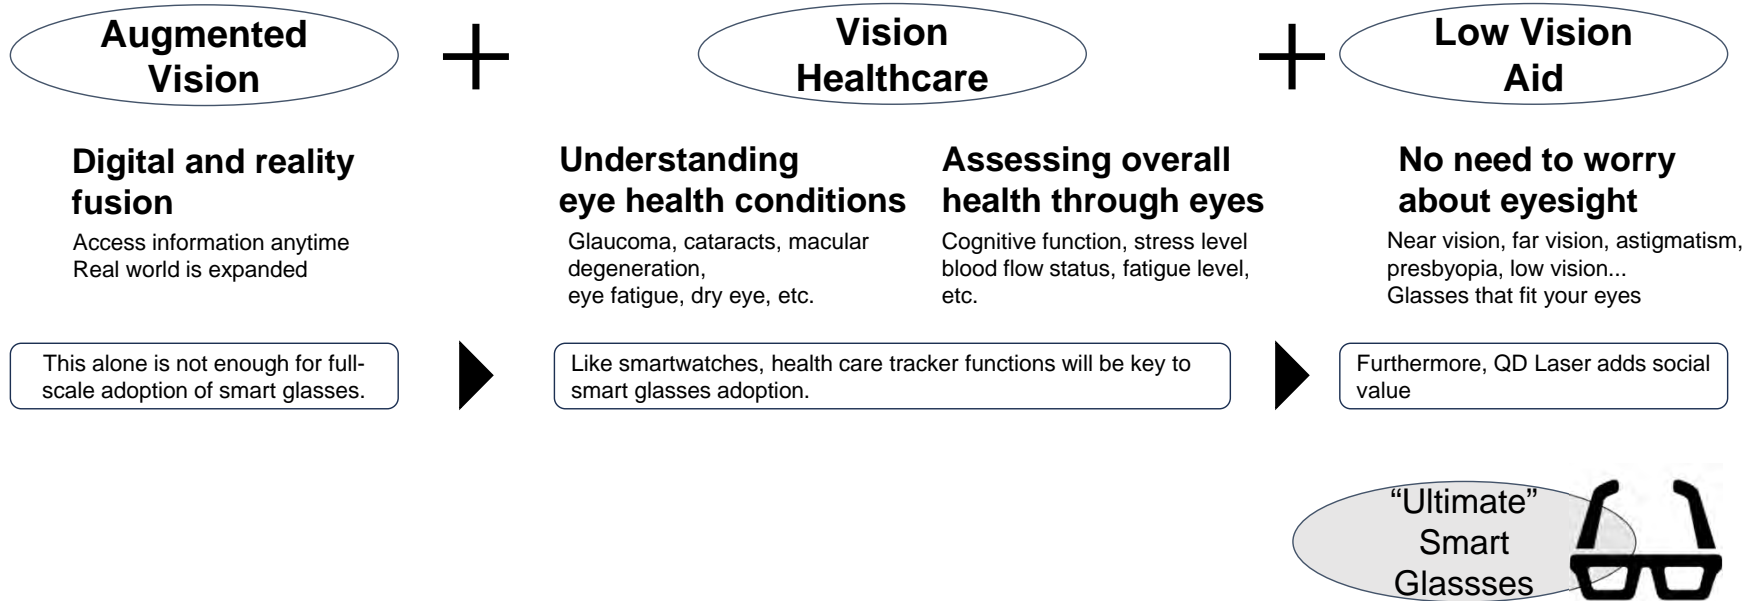 Augmented
Vision
Vision
Healthcare
Low Vision
Aid
Digital and reality
fusion
Access information anytime
Real world is expanded
Understanding
eye health conditions
Glaucoma, cataracts, macular
degeneration,
eye fatigue, dry eye, etc.
Assessing overall
health through eyes
Cognitive function, stress level
blood flow status, fatigue level,
etc.
No need to worry
about eyesight
Near vision, far vision, astigmatism,
presbyopia, low vision...
Glasses that fit your eyes
This alone is not enough for full-
scale adoption of smart glasses.
Like smartwatches, health care tracker functions will be key to
smart glasses adoption.
Furthermore, QD Laser adds social
value
“Ultimate”
Smart
Glassses